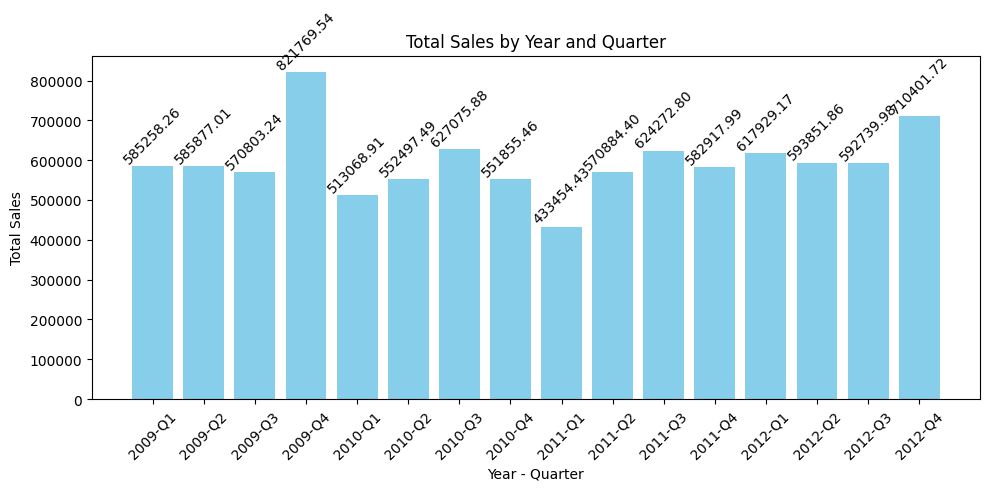 Total Sales by Year and Quarter
Total Sales
800000
700000
600000
500000
400000
300000
200000
100000
0
585258.26
585877.01
570803.24
821769.54
513068.91
552497.49
627075.88
551855.46
433454.43
570884.40
624272.80
582917.99
617929.17
593851.86
592739.98
710401.72
2009-Q1
2009-Q2
2009-Q3
2009-Q4
2010-Q1
2010-Q2
2010-Q3
2010-Q4
2011-Q1
2011-Q2
2011-Q3
2011-Q4
2012-Q1
2012-Q2
2012-Q3
2012-Q4
Year - Quarter